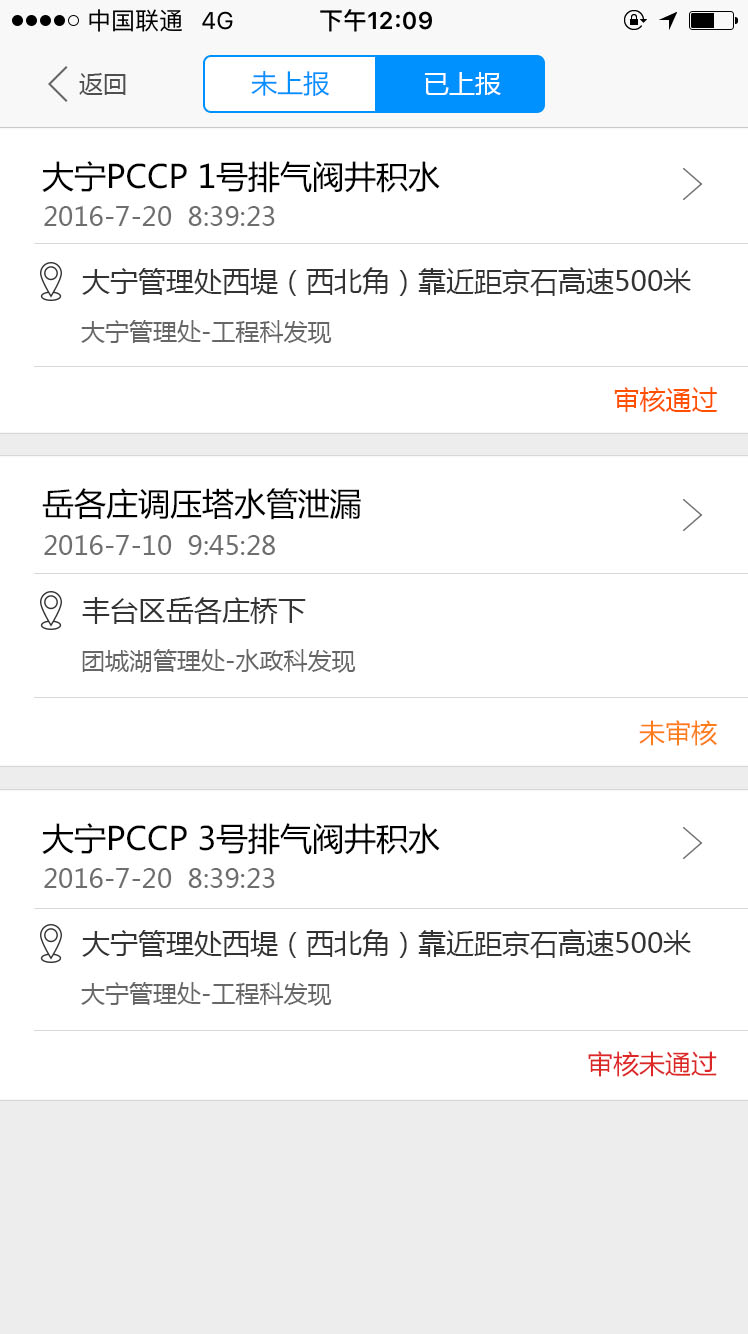 中国联通 4G 下午12:09
返回 未上报 已上报
大宁PCCP 1号排气阀井积水
2016-7-20 8:39:23
大宁管理处西堤（西北角）靠近距京石高速500米
大宁管理处-工程科发现
审核通过
岳各庄调压塔水管泄漏
2016-7-10 9:45:28
丰台区岳各庄桥下
团城湖管理处-水政科发现
未审核
大宁PCCP 3号排气阀井积水
2016-7-20 8:39:23
大宁管理处西堤（西北角）靠近距京石高速500米
大宁管理处-工程科发现
审核未通过